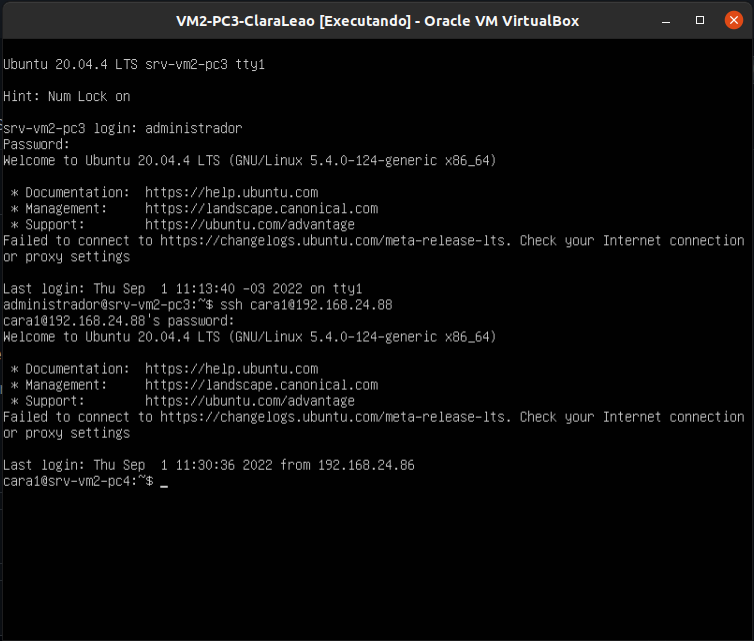 VM2-PC3-ClaraLeao [Executando] - Oracle VM VirtualBox
Ubuntu 20.04.4 LTS srv-vm2-pc3 tty1
Hint: Num Lock on
srv-vm2-pc3 login: administrador
Password:
Welcome to Ubuntu 20.04.4 LTS (GNU/Linux 5.4.0-124-generic x86_64)
* Documentation:  https://help.ubuntu.com
* Management:     https://landscape.canonical.com
* Support:        https://ubuntu.com/advantage
Failed to connect to https://changelogs.ubuntu.com/meta-release-lts. Check your Internet connection
or proxy settings
Last login: Thu Sep  1 11:13:40 -03 2022 on tty1
administrador@srv-vm2-pc3:~$ ssh cara1@192.168.24.88
cara1@192.168.24.88's password:
Welcome to Ubuntu 20.04.4 LTS (GNU/Linux 5.4.0-124-generic x86_64)
* Documentation:  https://help.ubuntu.com
* Management:     https://landscape.canonical.com
* Support:        https://ubuntu.com/advantage
Failed to connect to https://changelogs.ubuntu.com/meta-release-lts. Check your Internet connection
or proxy settings
Last login: Thu Sep  1 11:30:36 2022 from 192.168.24.86
cara1@srv-vm2-pc4:~$ _